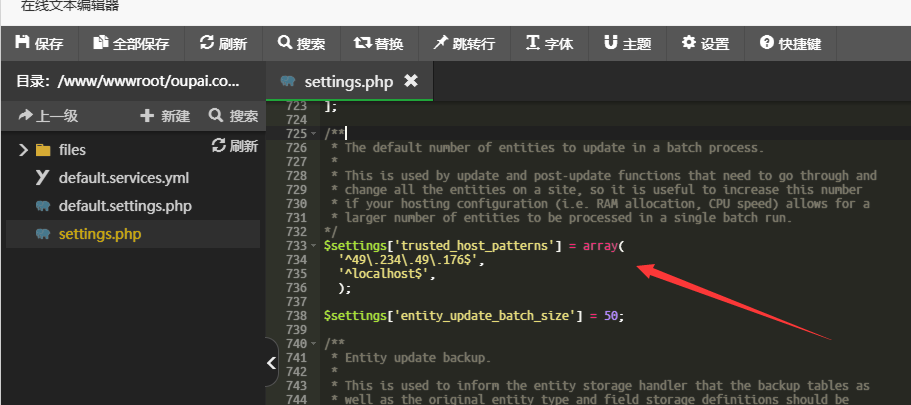 在线文本编辑器
保存 全部保存 刷新 搜索 替换 跳转行 字体 主题 设置 快捷键
目录：/www/wwwroot/oupai.co...
上一级 新建 搜索
刷新
files
default.services.yml
default.settings.php
settings.php
settings.php
723 ];
724
725 /**
726  * The default number of entities to update in a batch process.
727  *
728  * This is used by update and post-update functions that need to go through and
729  * change all the entities on a site, so it is useful to increase this number
730  * if your hosting configuration (i.e. RAM allocation, CPU speed) allows for a
731  * larger number of entities to be processed in a single batch run.
732 */
733 $settings['trusted_host_patterns'] = array(
734   '^49\.234\.49\.176$',
735   '^localhost$',
736   );
737
738 $settings['entity_update_batch_size'] = 50;
739
740 /**
741  * Entity update backup.
742  *
743  * This is used to inform the entity storage handler that the backup tables as
744  * well as the original entity type and field storage definitions should be